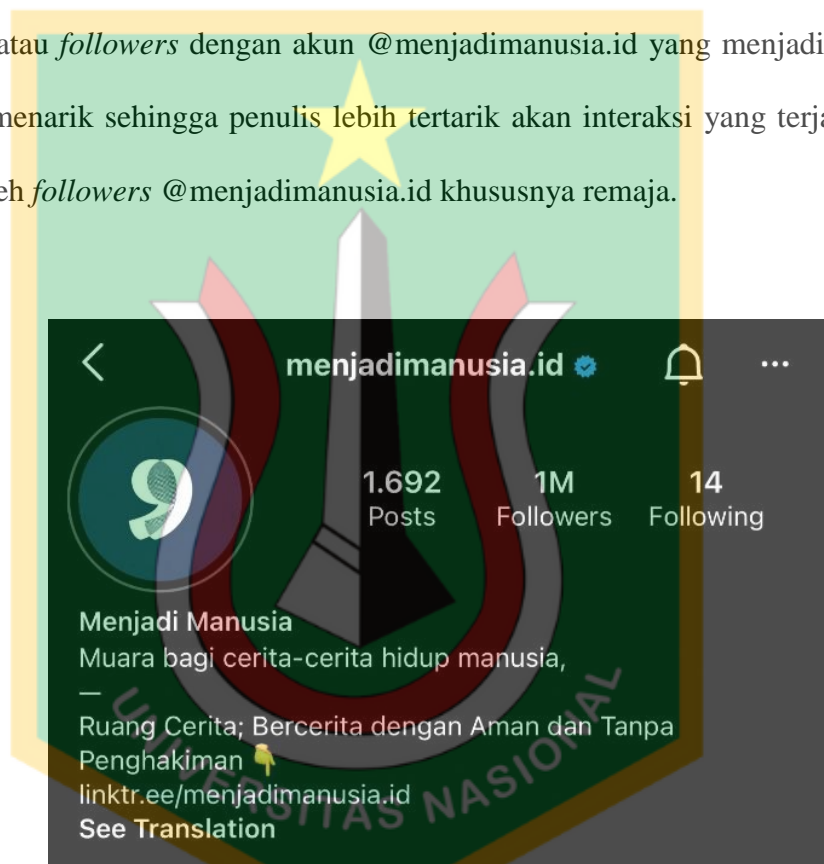 atau followers dengan akun @menjadimanusia.id yang menjadi
menarik sehingga penulis lebih tertarik akan interaksi yang terja
eh followers @menjadimanusia.id khususnya remaja.
menjadimanusia.id
1.692 1M 14
Posts Followers Following
Menjadi Manusia
Muara bagi cerita-cerita hidup manusia,
—
Ruang Cerita; Bercerita dengan Aman dan Tanpa
Penghakiman 👇
linktr.ee/menjadimanusia.id
See Translation
UNIVERSITAS NASIONAL